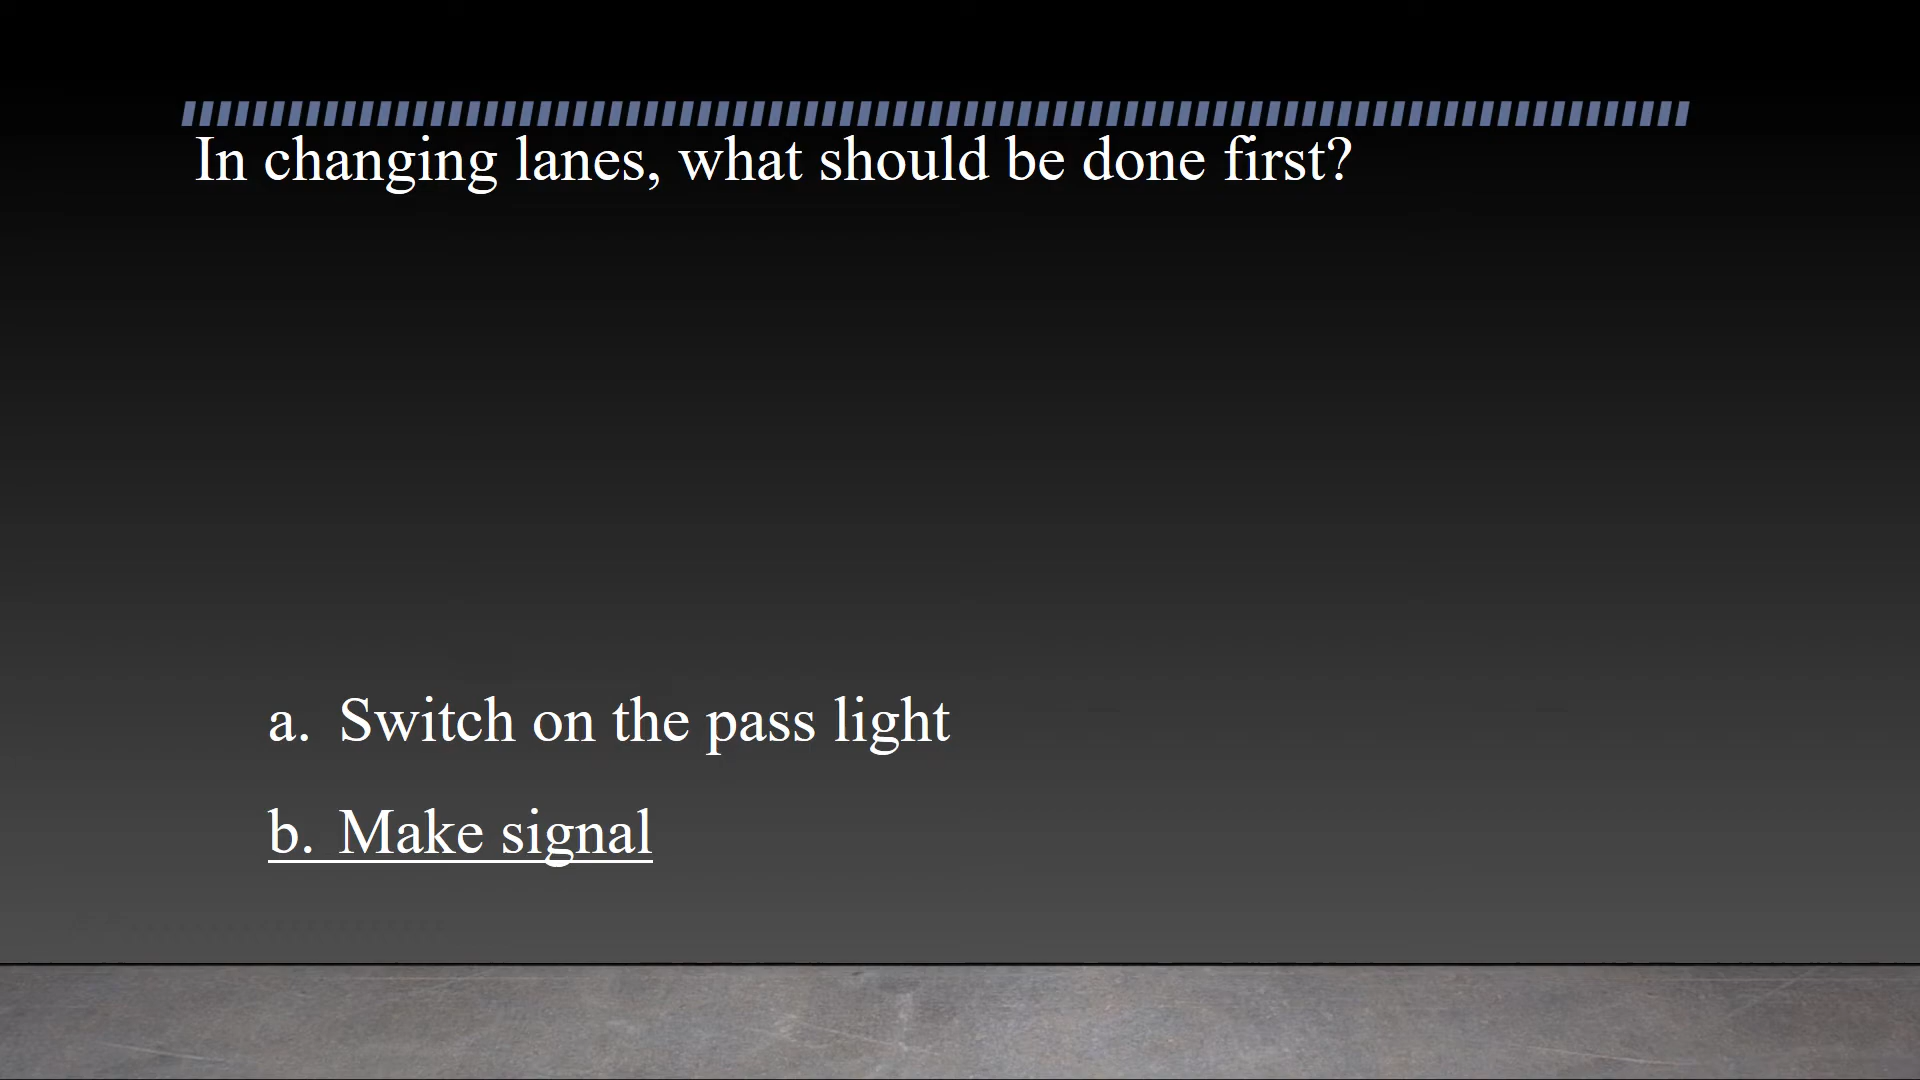 In changing lanes, what should be done first?
a. Switch on the pass light
b. Make signal